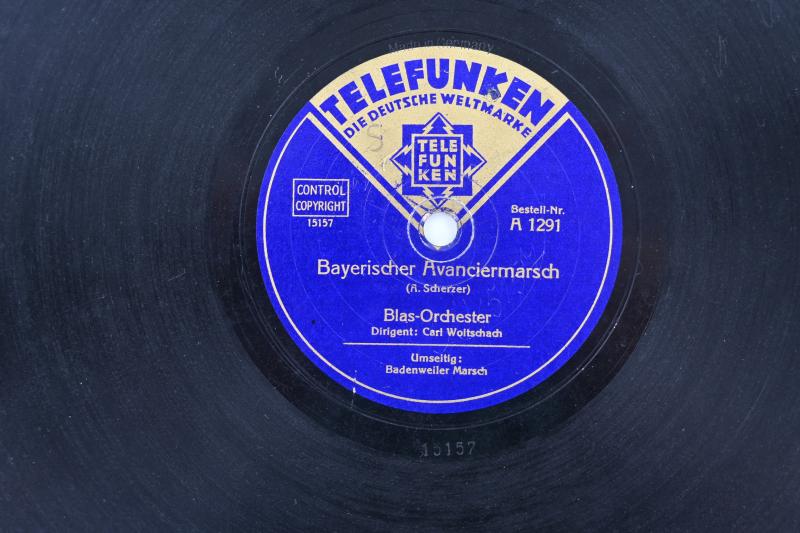 Made in Germany
TELEFUNKEN
DIE DEUTSCHE WELTMARKE
S
TELE
FUN
KEN
CONTROL
COPYRIGHT
15157
Bestell-Nr.
A 1291
Bayerischer Avanciermarsch
(A. Scherzer)
Blas-Orchester
Dirigent: Carl Woitschach
Umseitig:
Badenweiler Marsch
15157